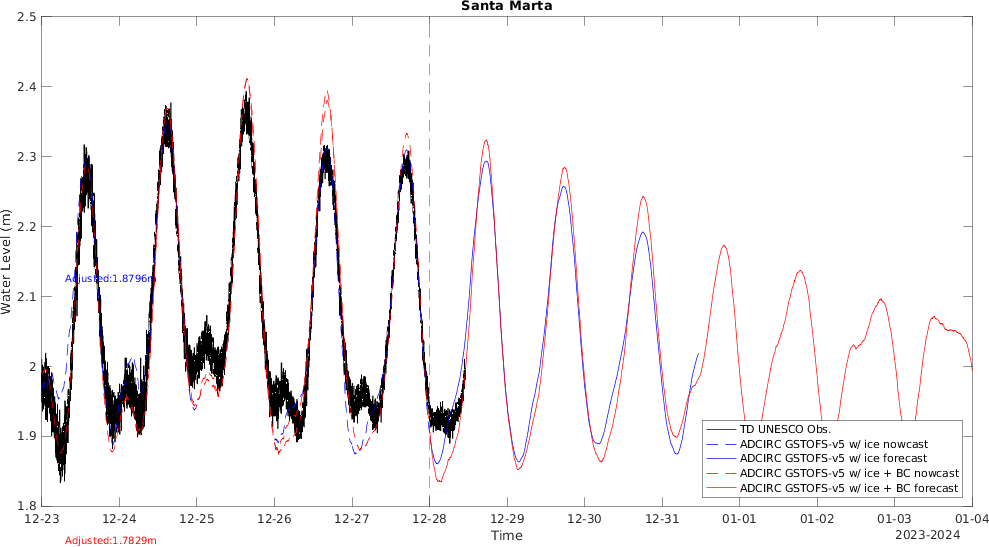 Santa Marta
2.5
2.4
2.3
2.2
2.1
2
1.9
1.8
Water Level (m)
Adjusted:1.8796m
TD UNESCO Obs.
ADCIRC GSTOFS-v5 w/ ice nowcast
ADCIRC GSTOFS-v5 w/ ice forecast
ADCIRC GSTOFS-v5 w/ ice + BC nowcast
ADCIRC GSTOFS-v5 w/ ice + BC forecast
12-23 12-24 12-25 12-26 12-27 12-28 12-29 12-30 12-31 01-01 01-02 01-03 01-04
Time
2023-2024
Adjusted:1.7829m